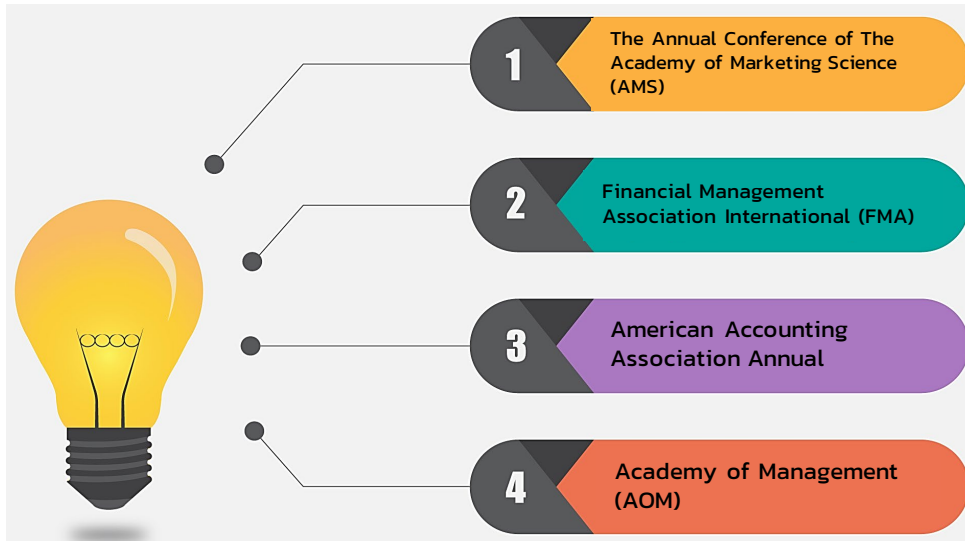 1
The Annual Conference of The
Academy of Marketing Science
(AMS)
2
Financial Management
Association International (FMA)
3
American Accounting
Association Annual
4
Academy of Management
(AOM)